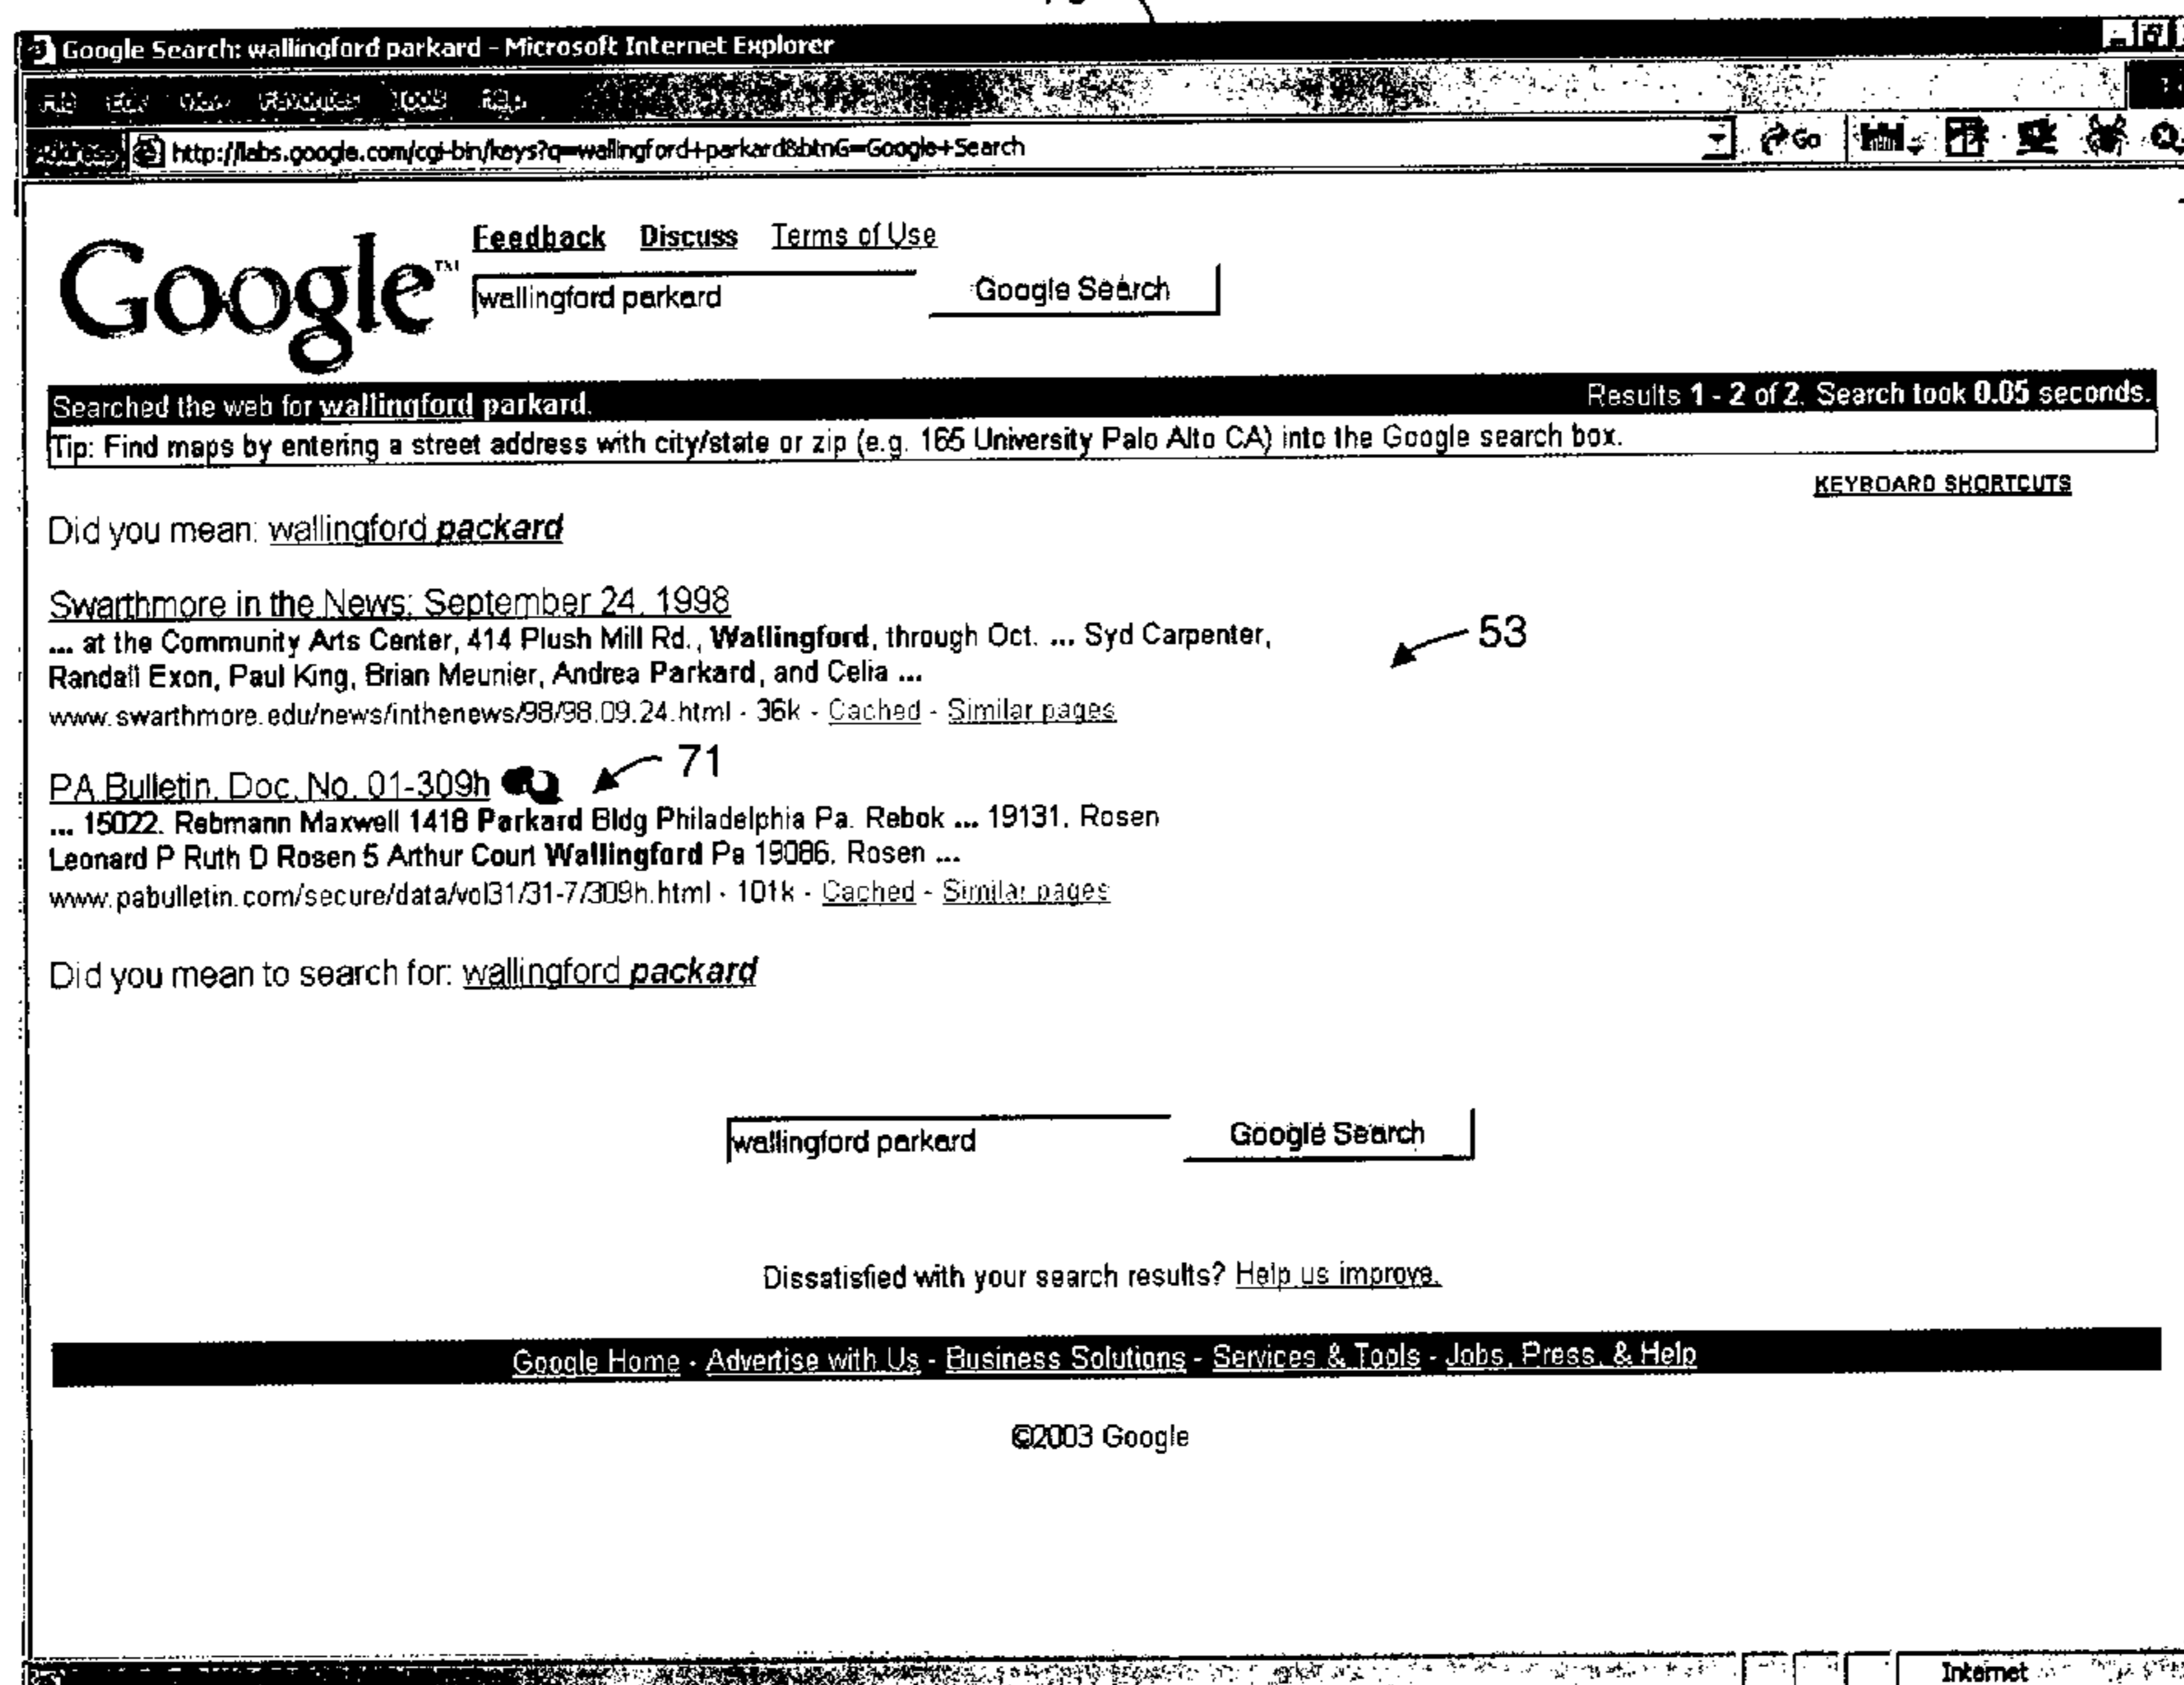 Google Search: wallingford parkard - Microsoft Internet Explorer
File Edit View Favorites Tools Help
Address http://labs.google.com/cgi-bin/keys?q=wallingford+parkard&btnG=Google+Search Go
Feedback Discuss Terms of Use
Google™ wallingford parkard Google Search
Searched the web for wallingford parkard. Results 1 - 2 of 2. Search took 0.05 seconds.
Tip: Find maps by entering a street address with city/state or zip (e.g. 165 University Palo Alto CA) into the Google search box.
KEYBOARD SHORTCUTS
Did you mean: wallingford packard
Swarthmore in the News: September 24, 1998
... at the Community Arts Center, 414 Plush Mill Rd., Wallingford, through Oct. ... Syd Carpenter,
53
Randall Exon, Paul King, Brian Meunier, Andrea Parkard, and Celia ...
www.swarthmore.edu/news/inthenews/98/98.09.24.html - 36k - Cached - Similar pages
71
PA Bulletin, Doc. No. 01-309h
... 15022. Rebmann Maxwell 1418 Parkard Bldg Philadelphia Pa. Rebok ... 19131. Rosen
Leonard P Ruth D Rosen 5 Arthur Court Wallingford Pa 19086. Rosen ...
www.pabulletin.com/secure/data/vol31/31-7/309h.html - 101k - Cached - Similar pages
Did you mean to search for: wallingford packard
wallingford parkard Google Search
Dissatisfied with your search results? Help us improve.
Google Home - Advertise with Us - Business Solutions - Services & Tools - Jobs, Press, & Help
©2003 Google
Internet